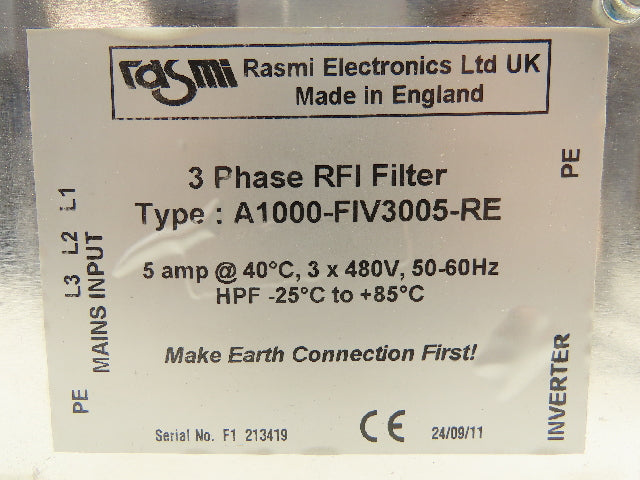 rasmi Rasmi Electronics Ltd UK
Made in England
3 Phase RFI Filter
Type : A1000-FIV3005-RE
5 amp @ 40°C, 3 x 480V, 50-60Hz
HPF -25°C to +85°C
Make Earth Connection First!
Serial No. F1 213419 CE 24/09/11
PE L3 L2 L1
MAINS INPUT
INVERTER PE